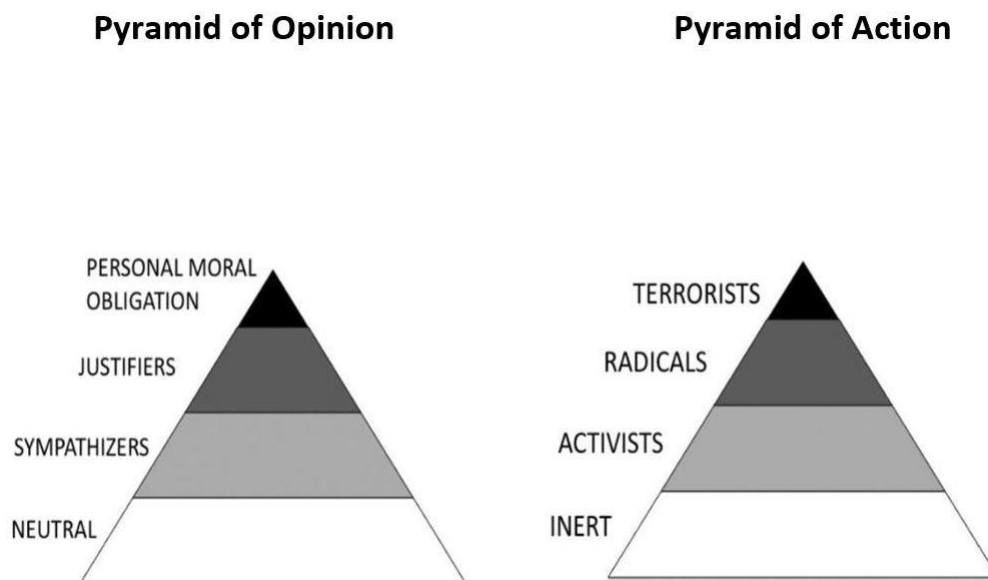 Pyramid of Opinion
PERSONAL MORAL
OBLIGATION
JUSTIFIERS
SYMPATHIZERS
NEUTRAL
Pyramid of Action
TERRORISTS
RADICALS
ACTIVISTS
INERT